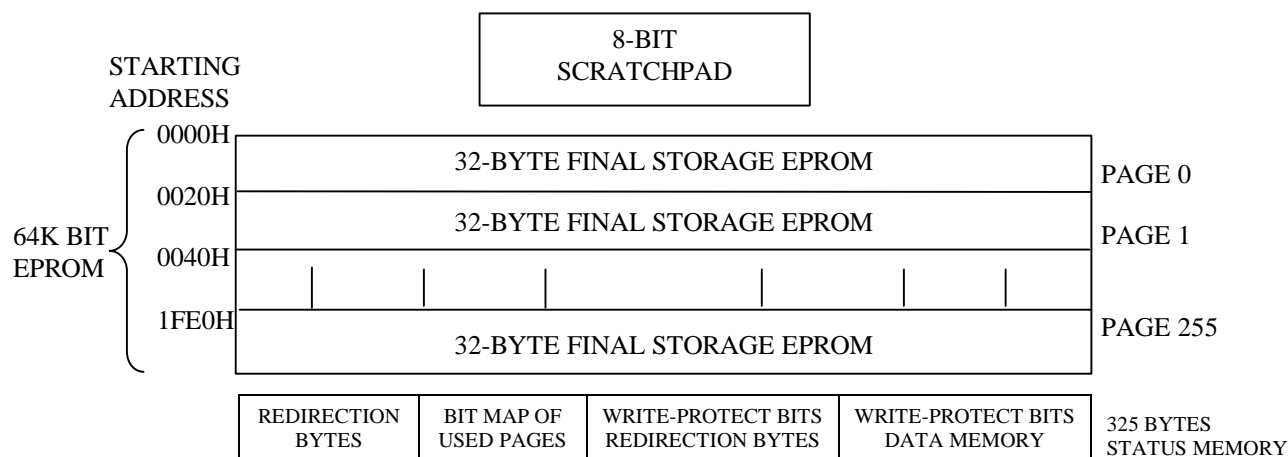 8-BIT
SCRATCHPAD
STARTING
ADDRESS
0000H
32-BYTE FINAL STORAGE EPROM
PAGE 0
0020H
32-BYTE FINAL STORAGE EPROM
PAGE 1
64K BIT
EPROM
0040H
1FE0H
32-BYTE FINAL STORAGE EPROM
PAGE 255
REDIRECTION
BYTES
BIT MAP OF
USED PAGES
WRITE-PROTECT BITS
REDIRECTION BYTES
WRITE-PROTECT BITS
DATA MEMORY
325 BYTES
STATUS MEMORY